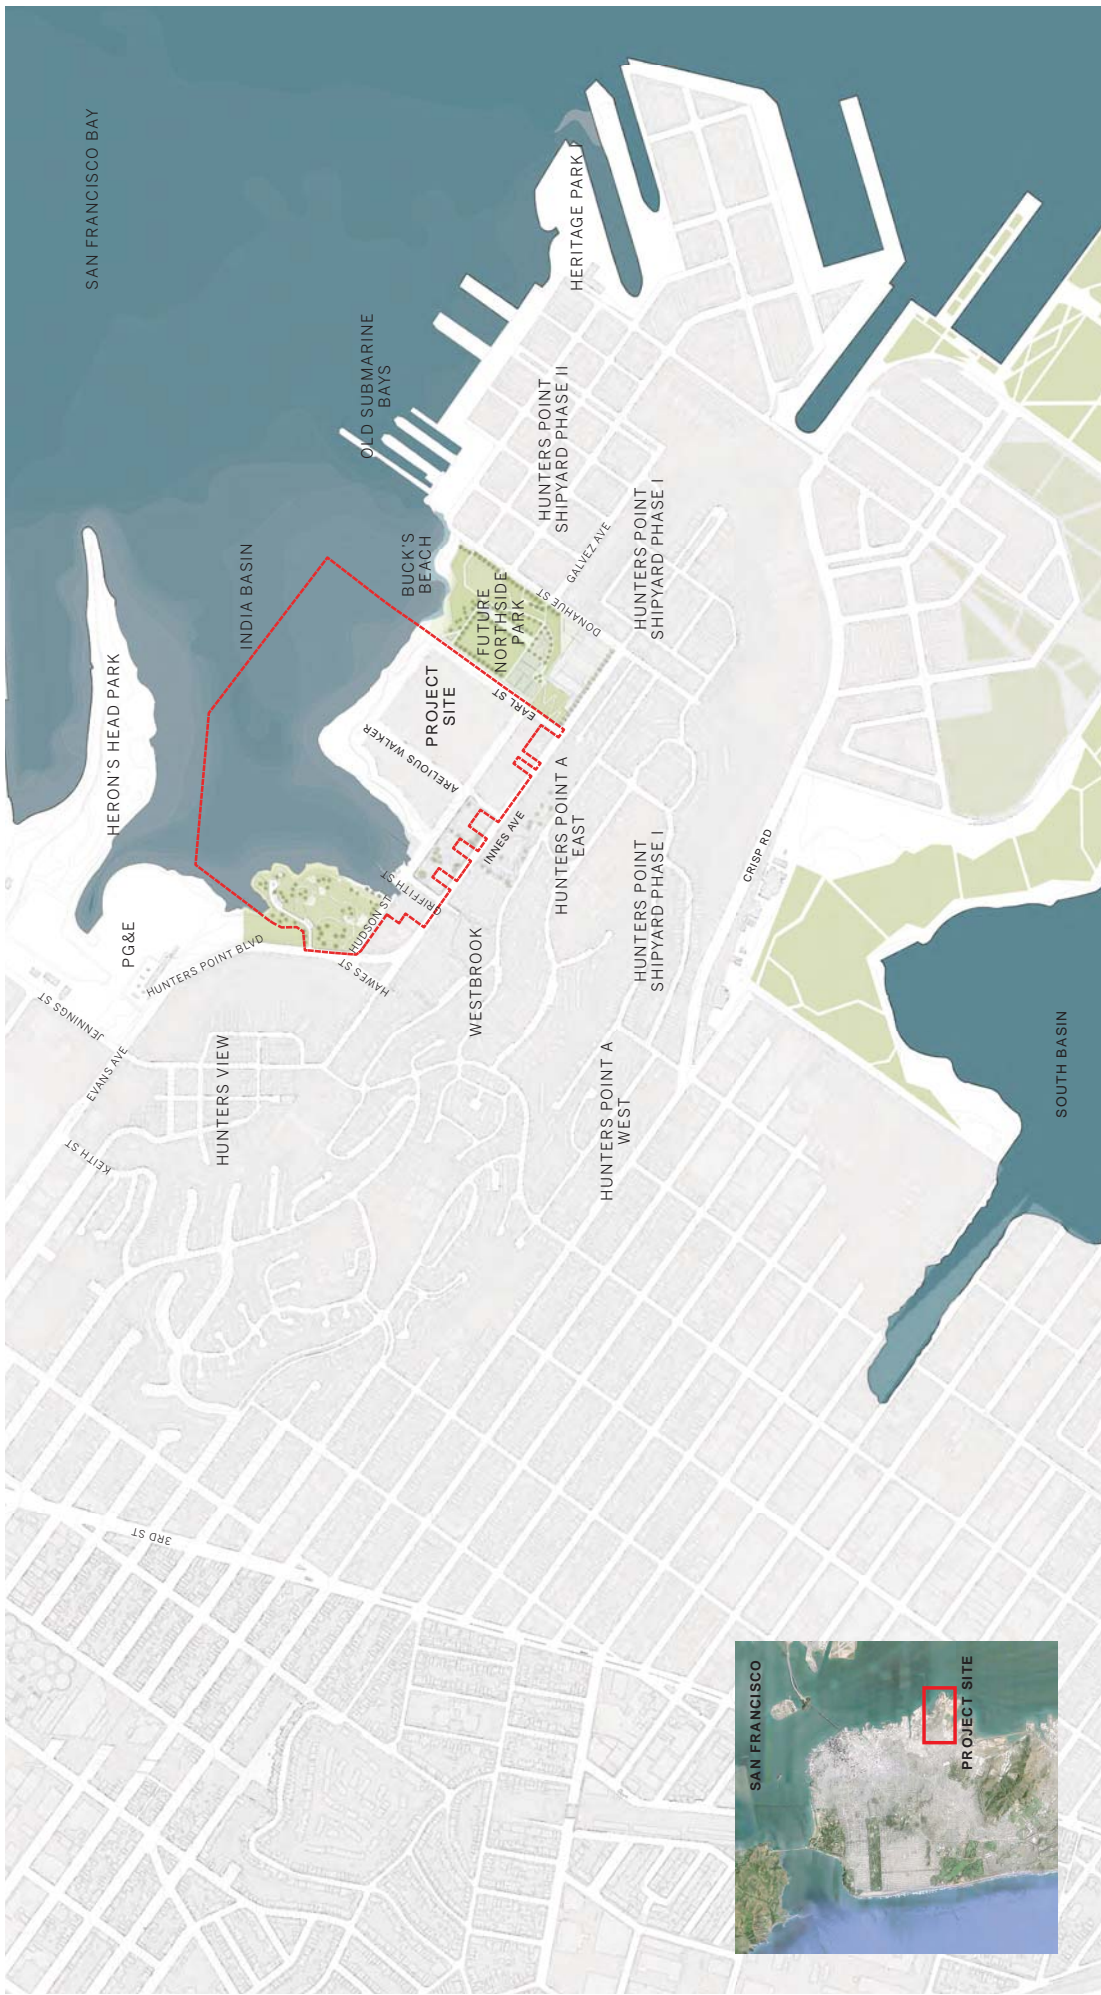 SAN FRANCISCO BAY
HERON'S HEAD PARK
PG&E
JENNINGS ST
EVANS AVE
KEITH ST
HUNTERS POINT BLVD
HUNTERS VIEW
3RD ST
INDIA BASIN
OLD SUBMARINE
BAYS
BUCK'S
BEACH
HERITAGE PARK
PROJECT
SITE
ARELIOUS WALKER
EARL ST
FUTURE
NORTHSIDE
PARK
HUDSON ST
GRIFFITH ST
HAWES ST
INNES AVE
WESTBROOK
DONAHUE ST
GALVEZ AVE
HUNTERS POINT
SHIPYARD PHASE II
HUNTERS POINT
SHIPYARD PHASE I
HUNTERS POINT A
EAST
HUNTERS POINT
SHIPYARD PHASE I
HUNTERS POINT A
WEST
CRISP RD
SOUTH BASIN
SAN FRANCISCO
PROJECT SITE